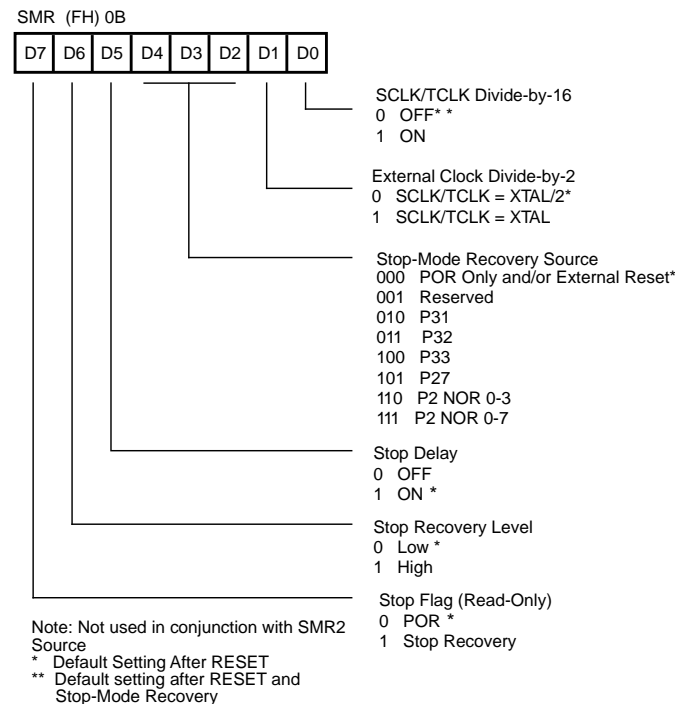 SMR (FH) 0B
D7 D6 D5 D4 D3 D2 D1 D0
SCLK/TCLK Divide-by-16
0 OFF* *
1 ON
External Clock Divide-by-2
0 SCLK/TCLK = XTAL/2*
1 SCLK/TCLK = XTAL
Stop-Mode Recovery Source
000 POR Only and/or External Reset*
001 Reserved
010 P31
011 P32
100 P33
101 P27
110 P2 NOR 0-3
111 P2 NOR 0-7
Stop Delay
0 OFF
1 ON *
Stop Recovery Level
0 Low *
1 High
Stop Flag (Read-Only)
0 POR *
1 Stop Recovery
Note: Not used in conjunction with SMR2
Source
* Default Setting After RESET
** Default setting after RESET and
Stop-Mode Recovery